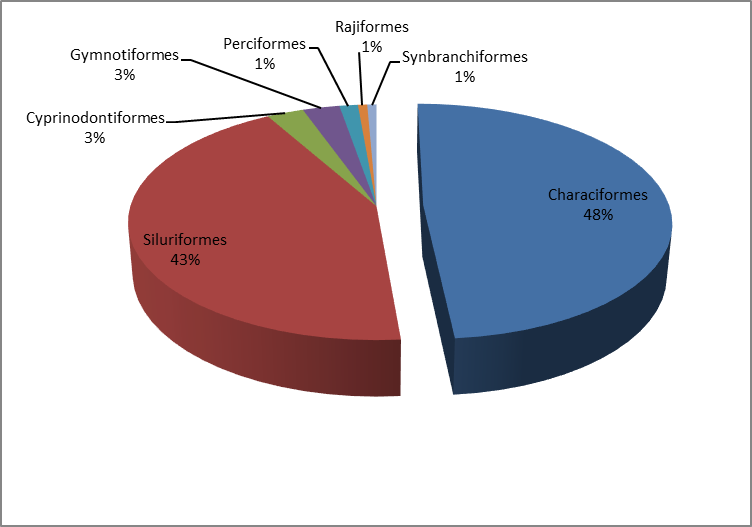 Rajiformes
1%
Perciformes
1%
Gymnotiformes
3%
Synbranchiformes
1%
Cyprinodontiformes
3%
Characiformes
48%
Siluriformes
43%